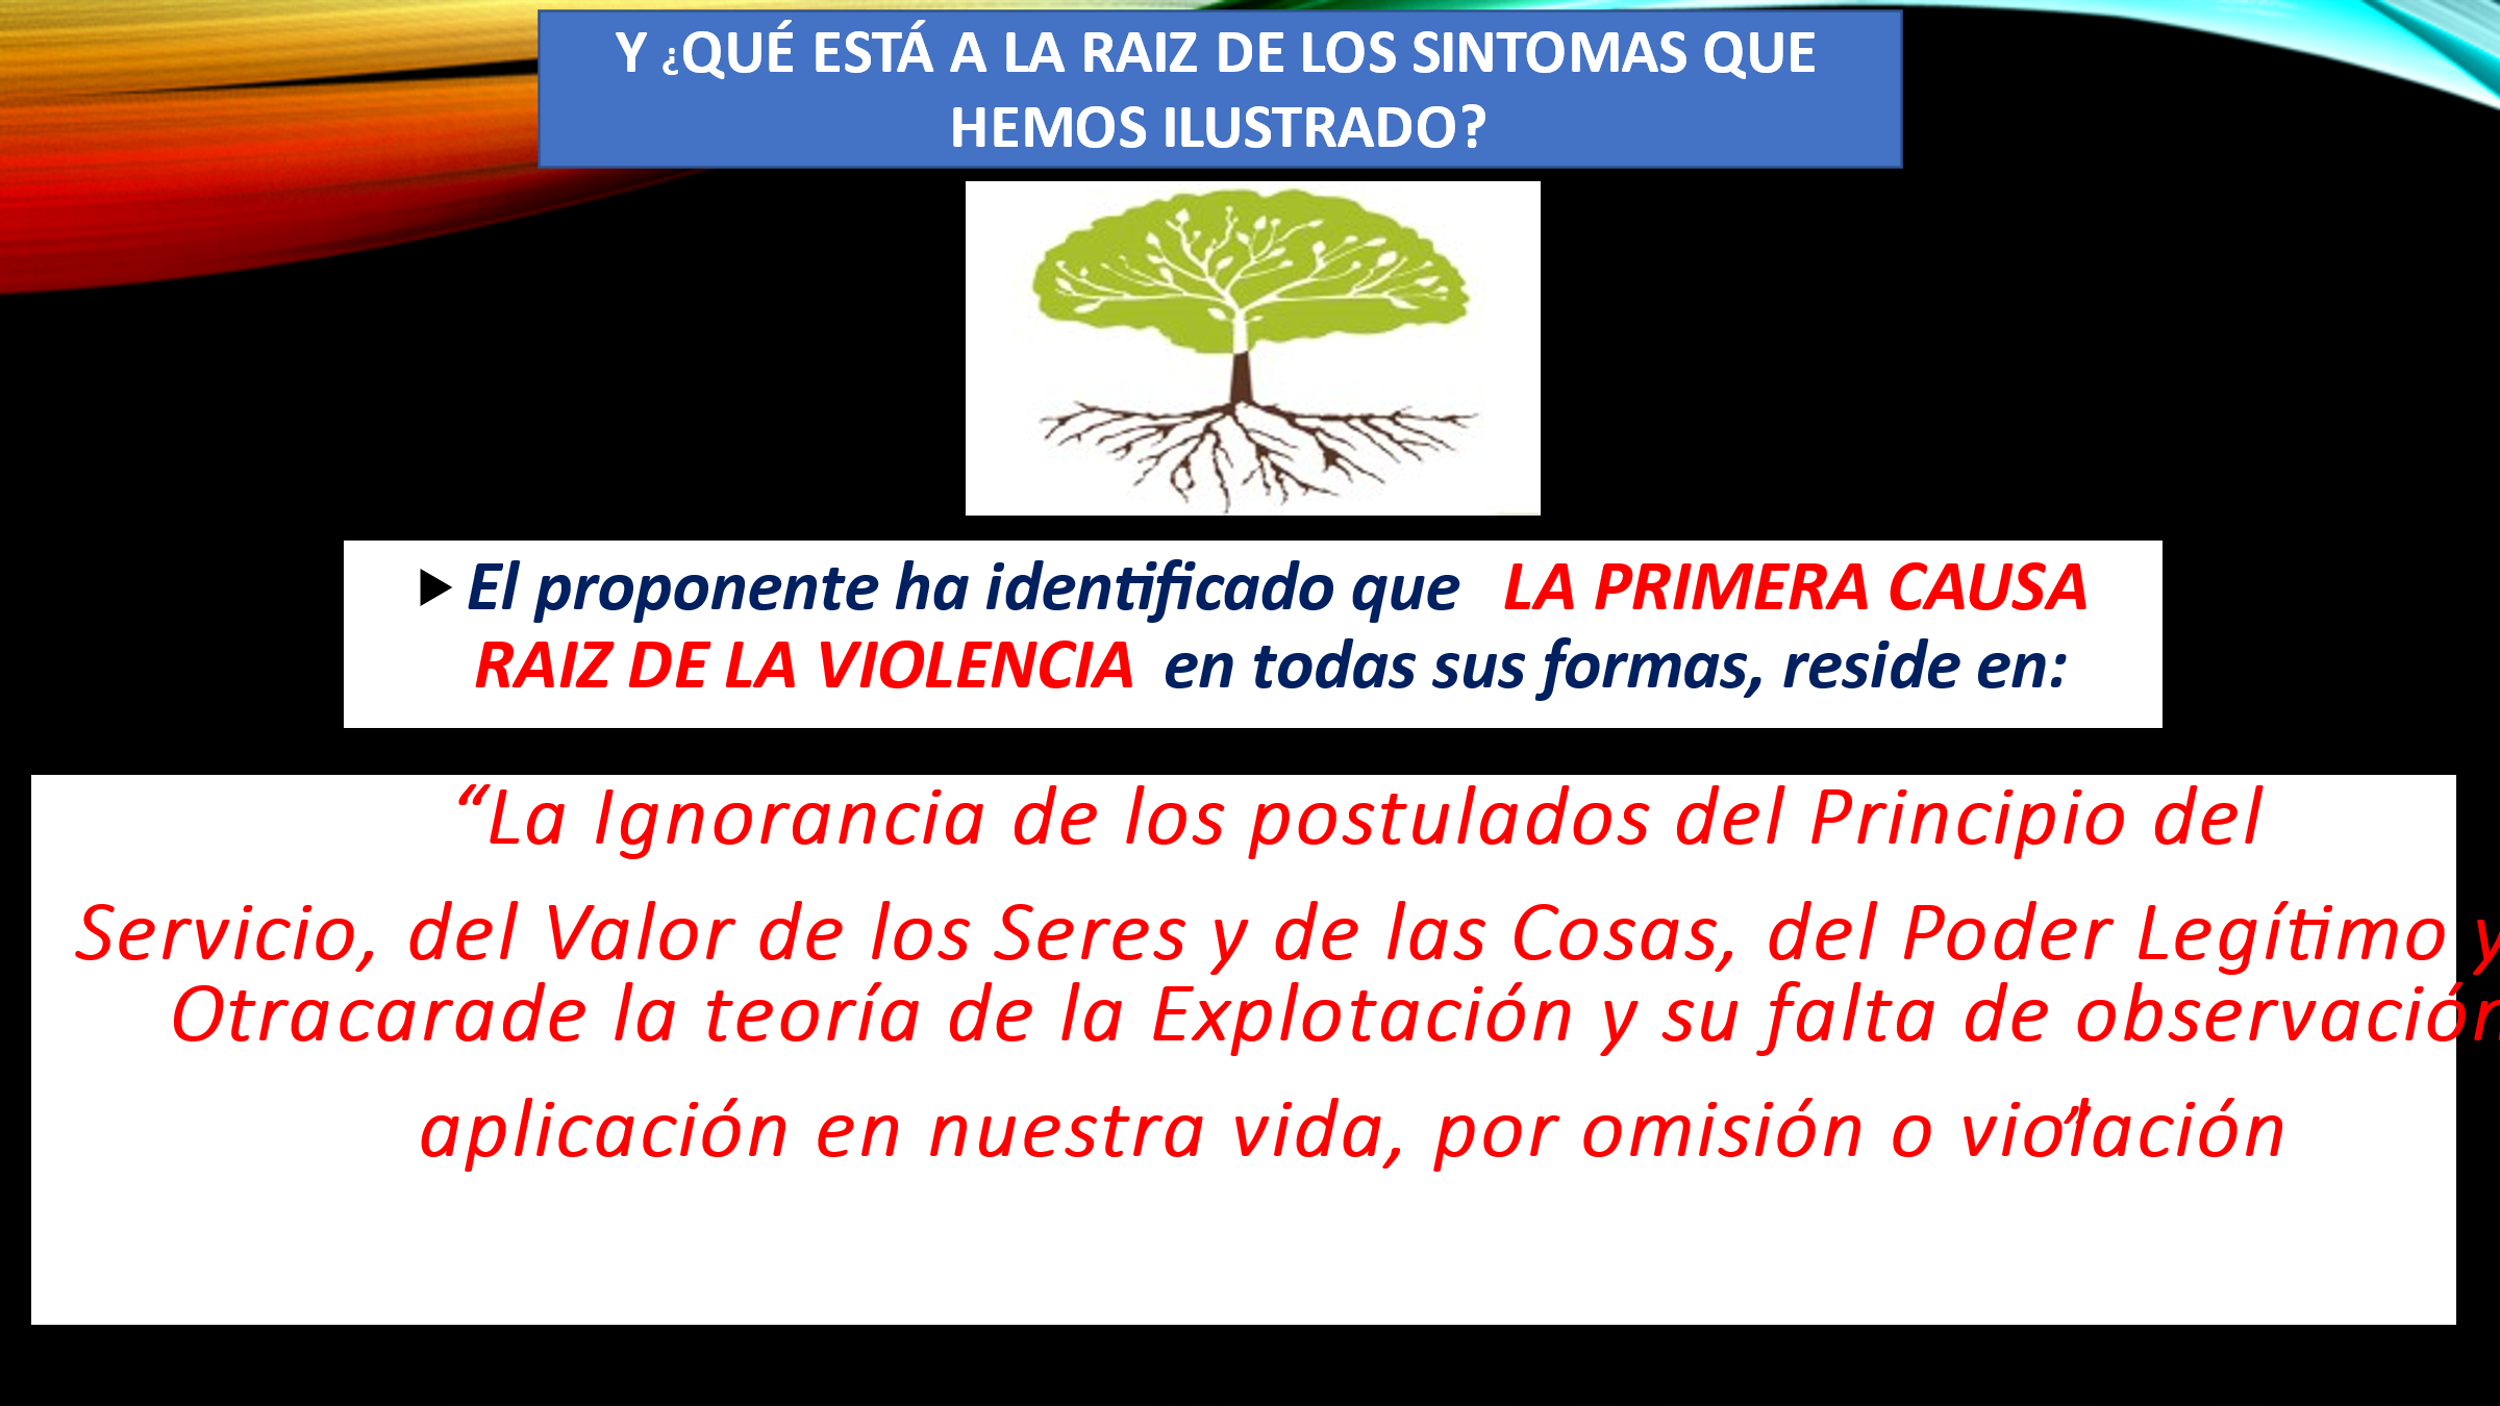 Y ¿QUÉ ESTÁ A LA RAIZ DE LOS SINTOMAS QUE
HEMOS ILUSTRADO?
El proponente ha identificado que LA PRIMERA CAUSA
RAIZ DE LA VIOLENCIA en todas sus formas, reside en:
“La Ignorancia de los postulados del Principio del
Servicio, del Valor de los Seres y de las Cosas, del Poder Legítimo y
Otracarade la teoría de la Explotación y su falta de observación
aplicación en nuestra vida, por omisión o violación”